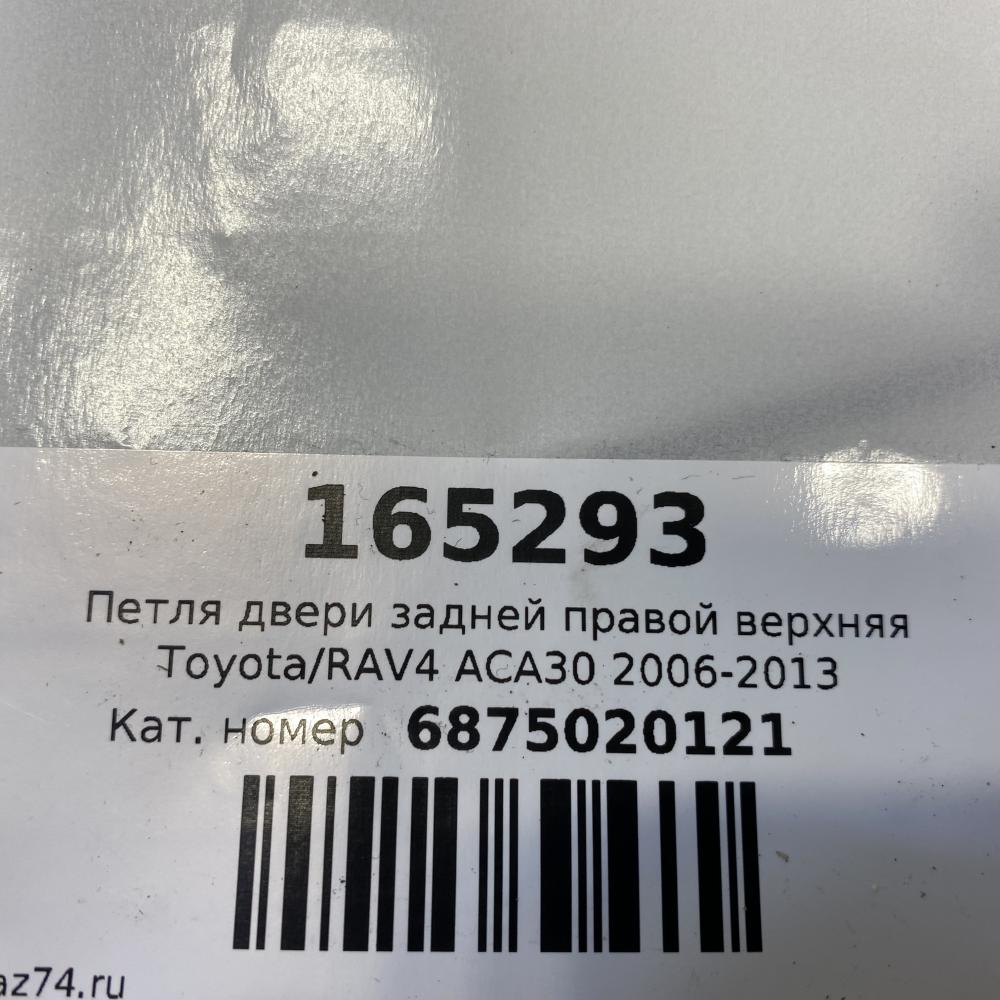 165293
Петля двери задней правой верхняя
Toyota/RAV4 ACA30 2006-2013
Кат. номер 6875020121
az74.ru